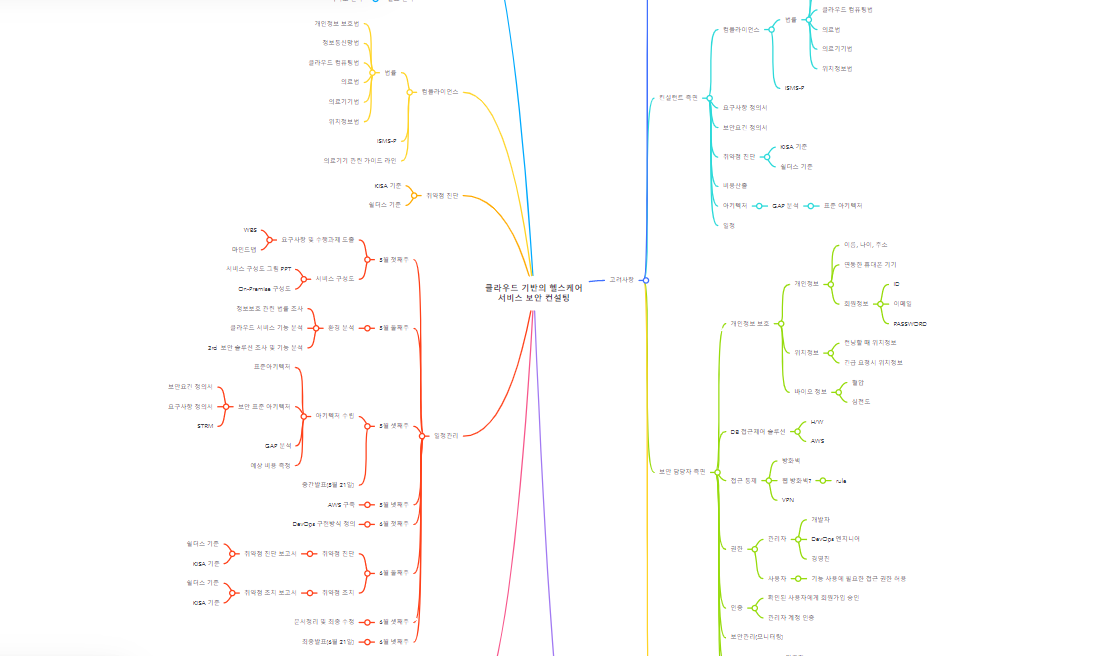 개인정보 보호법
정보통신망법
클라우드 컴퓨팅법
의료법
의료기기법
위치정보법
법률
ISMS-P
의료기기 관련 가이드 라인
컴플라이언스
KISA 기준
쉴더스 기준
취약점 진단
WBS
마인드맵
요구사항 및 수행과제 도출
서비스 구성도 그림 PPT
On-Premise 구성도
서비스 구성도
5월 첫째주
정보보호 관련 법률 조사
클라우드 서비스 기능 분석
3rd 보안 솔루션 조사 및 기능 분석
환경 분석
5월 둘째주
표준아키텍처
보안요건 정의서
요구사항 정의서
STRM
보안 표준 아키텍처
GAP 분석
예상 비용 측정
아키텍처 수립
중간발표(5월 21일)
5월 셋째주
AWS 구축
5월 넷째주
DevOps 구현방식 정의
6월 첫째주
쉴더스 기준
KISA 기준
취약점 진단 보고서
취약점 진단
쉴더스 기준
KISA 기준
취약점 조치 보고서
취약점 조치
6월 둘째주
문서정리 및 최종 수정
6월 셋째주
최종발표(6월 21일)
6월 넷째주
일정관리
클라우드 기반의 헬스케어
서비스 보안 컨설팅
고려사항
컨설턴트 측면
컴플라이언스
법률
클라우드 컴퓨팅법
의료법
의료기기법
위치정보법
ISMS-P
요구사항 정의서
보안요건 정의서
취약점 진단
KISA 기준
쉴더스 기준
비용산출
아키텍처
GAP 분석
표준 아키텍처
일정
보안 담당자 측면
개인정보 보호
개인정보
이름, 나이, 주소
연동한 휴대폰 기기
회원정보
ID
이메일
PASSWORD
위치정보
런닝할 때 위치정보
긴급 요청시 위치정보
바이오 정보
혈압
심전도
DB 접근제어 솔루션
H/W
AWS
접근 통제
방화벽
웹 방화벽?
rule
VPN
권한
관리자
개발자
DevOps 엔지니어
경영진
사용자
기능 사용에 필요한 접근 권한 허용
인증
확인된 사용자에게 회원가입 승인
관리자 계정 인증
보안관리(모니터링)